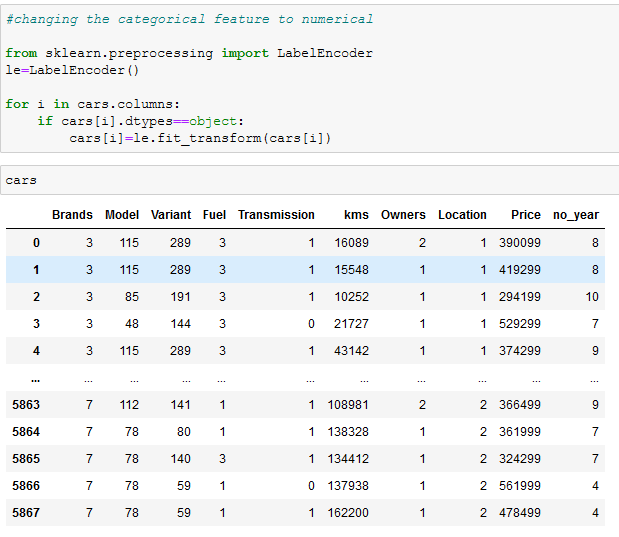 #changing the categorical feature to numerical
from sklearn.preprocessing import LabelEncoder
le=LabelEncoder()
for i in cars.columns:
    if cars[i].dtypes==object:
        cars[i]=le.fit_transform(cars[i])
cars
Brands Model Variant Fuel Transmission kms Owners Location Price no_year
0 3 115 289 3 1 16089 2 1 390099 8
1 3 115 289 3 1 15548 1 1 419299 8
2 3 85 191 3 1 10252 1 1 294199 10
3 3 48 144 3 0 21727 1 1 529299 7
4 3 115 289 3 1 43142 1 1 374299 9
... ... ... ... ... ... ... ... ... ... ...
5863 7 112 141 1 1 108981 2 2 366499 9
5864 7 78 80 1 1 138328 1 2 361999 7
5865 7 78 140 3 1 134412 1 2 324299 7
5866 7 78 59 1 0 137938 1 2 561999 4
5867 7 78 59 1 1 162200 1 2 478499 4